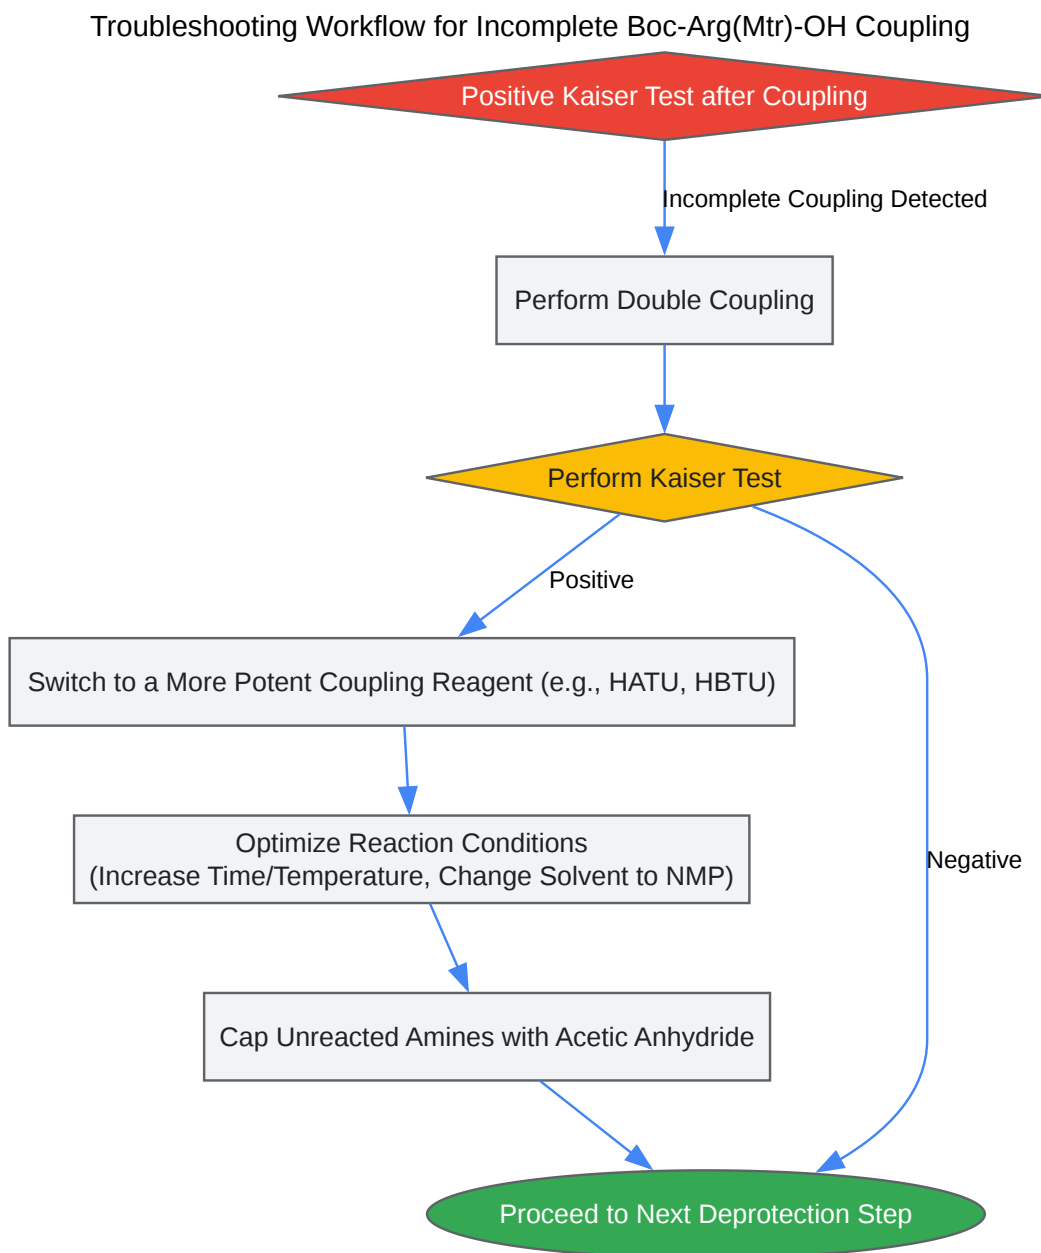 Troubleshooting Workflow for Incomplete Boc-Arg(Mtr)-OH Coupling
Positive Kaiser Test after Coupling
Incomplete Coupling Detected
Perform Double Coupling
Perform Kaiser Test
Positive
Switch to a More Potent Coupling Reagent (e.g., HATU, HBTU)
Optimize Reaction Conditions
(Increase Time/Temperature, Change Solvent to NMP)
Negative
Cap Unreacted Amines with Acetic Anhydride
Proceed to Next Deprotection Step